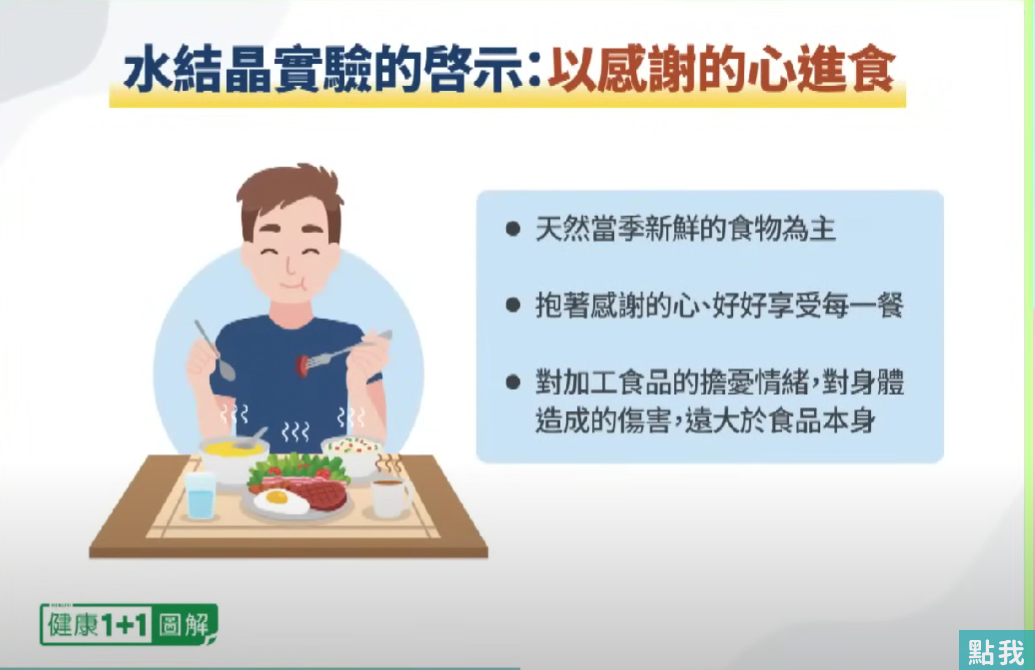 水結晶實驗的啓示:以感謝的心進食
● 天然當季新鮮的食物為主
● 抱著感謝的心、好好享受每一餐
● 對加工食品的擔憂情緒,對身體
造成的傷害,遠大於食品本身
健康1+1 圖解
點我